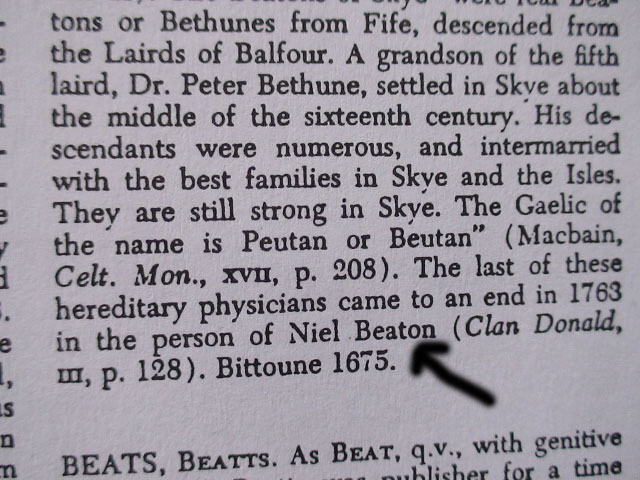 tons or Bethunes from Fife, descended from
the Lairds of Balfour. A grandson of the fifth
laird, Dr. Peter Bethune, settled in Skye about
the middle of the sixteenth century. His de-
scendants were numerous, and intermarried
with the best families in Skye and the Isles.
They are still strong in Skye. The Gaelic of
the name is Peutan or Beutan" (Macbain,
Celt. Mon., XVII, p. 208). The last of these
hereditary physicians came to an end in 1763
in the person of Niel Beaton (Clan Donald,
III, p. 128). Bittoune 1675.
BEATS, BEATTS. As BEAT, q.v., with genitive
publisher for a time